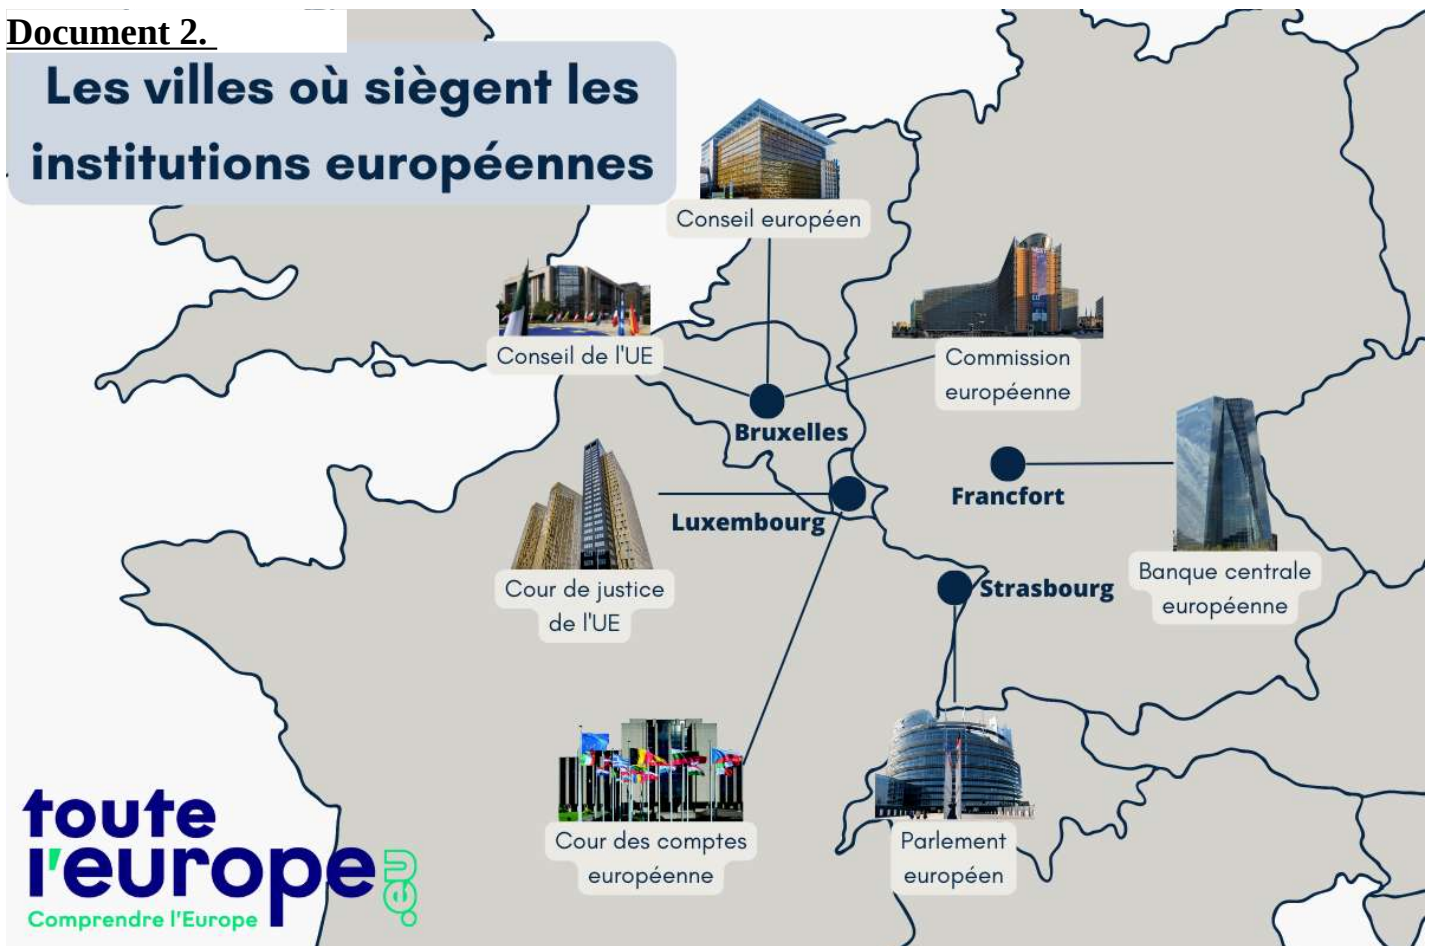 Document 2.
Les villes où siègent les
institutions européennes
Conseil européen
Conseil de l'UE
Commission
européenne
Bruxelles
Francfort
Luxembourg
Banque centrale
européenne
Strasbourg
Cour de justice
de l'UE
Cour des comptes
européenne
Parlement
européen
toute
l'europe.eu
Comprendre l'Europe